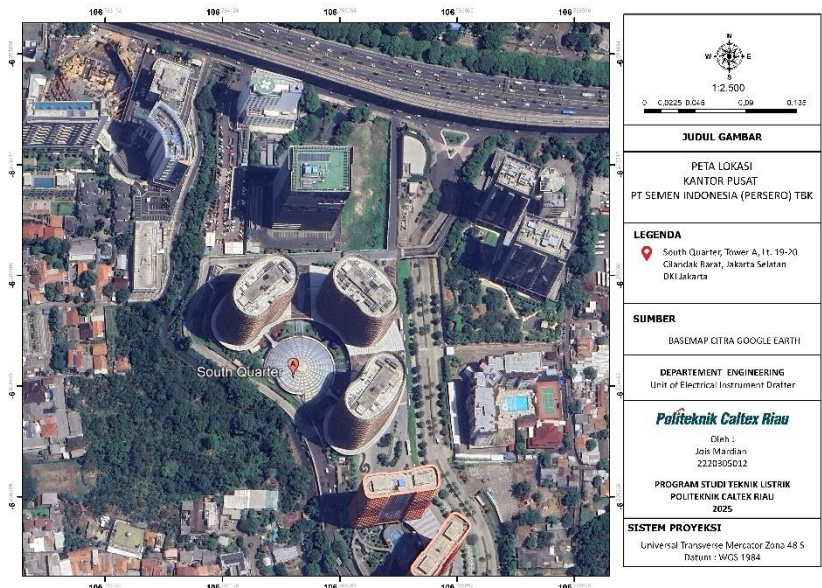 South Quarter
A
N
W
E
S
1:2.500
0 0,0225 0,045 0,09 0,135
JUDUL GAMBAR
PETA LOKASI
KANTOR PUSAT
PT SEMEN INDONESIA (PERSERO) TBK
LEGENDA
South Quarter, Tower A, Lt. 19-20
Cilandak Barat, Jakarta Selatan
DKI Jakarta
SUMBER
BASEMAP CITRA GOOGLE EARTH
DEPARTEMENT ENGINEERING
Unit of Electrical Instrument Drafter
Politeknik Caltex Riau
Oleh :
Jois Mardian
2220305012
PROGRAM STUDI TEKNIK LISTRIK
POLITEKNIK CALTEX RIAU
2025
SISTEM PROYEKSI
Universal Transverse Mercator Zona 48 S
Datum : WGS 1984